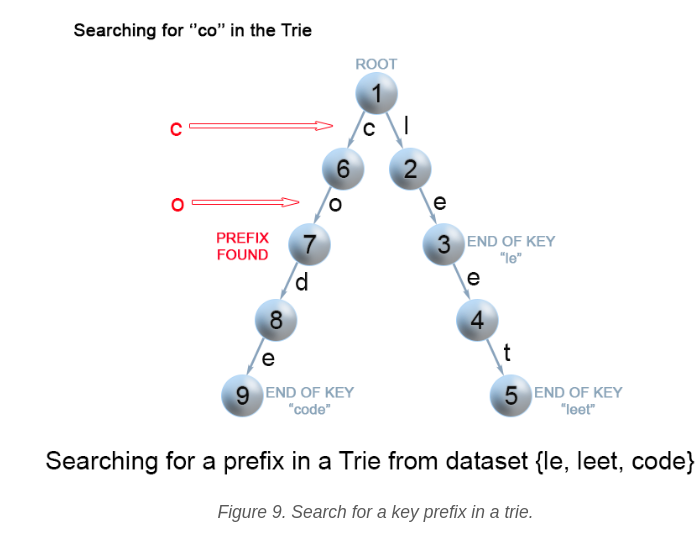 Searching for ‘’co’’ in the Trie
ROOT
1
c
c
l
6
2
o
o
e
PREFIX
FOUND
7
3
END OF KEY
"le"
d
e
8
4
e
t
9
END OF KEY
"code"
5
END OF KEY
"leet"
Searching for a prefix in a Trie from dataset {le, leet, code}
Figure 9. Search for a key prefix in a trie.